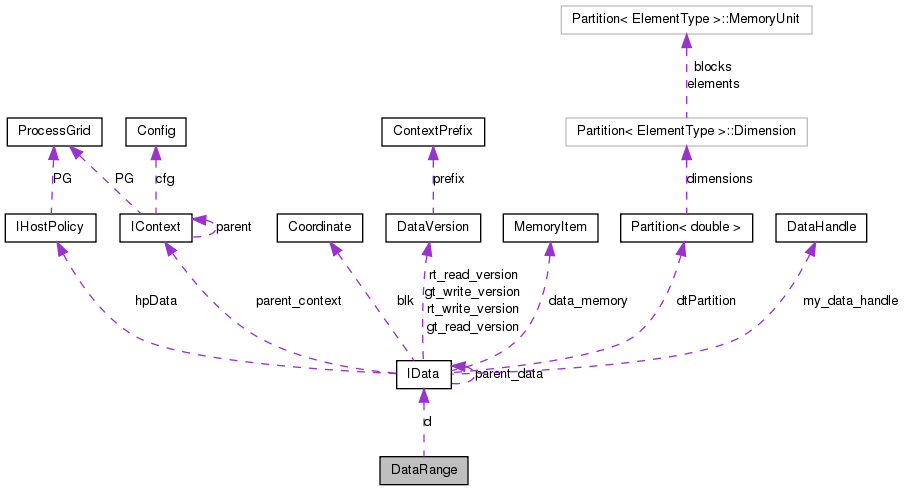 Partition< ElementType >::MemoryUnit
blocks
elements
ProcessGrid
Config
ContextPrefix
Partition< ElementType >::Dimension
PG
PG
cfg
prefix
dimensions
IHostPolicy
IContext
parent
Coordinate
DataVersion
MemoryItem
Partition< double >
DataHandle
hpData
parent_context
blk
rt_read_version
gt_write_version
rt_write_version
gt_read_version
data_memory
dtPartition
my_data_handle
IData
parent_data
d
DataRange